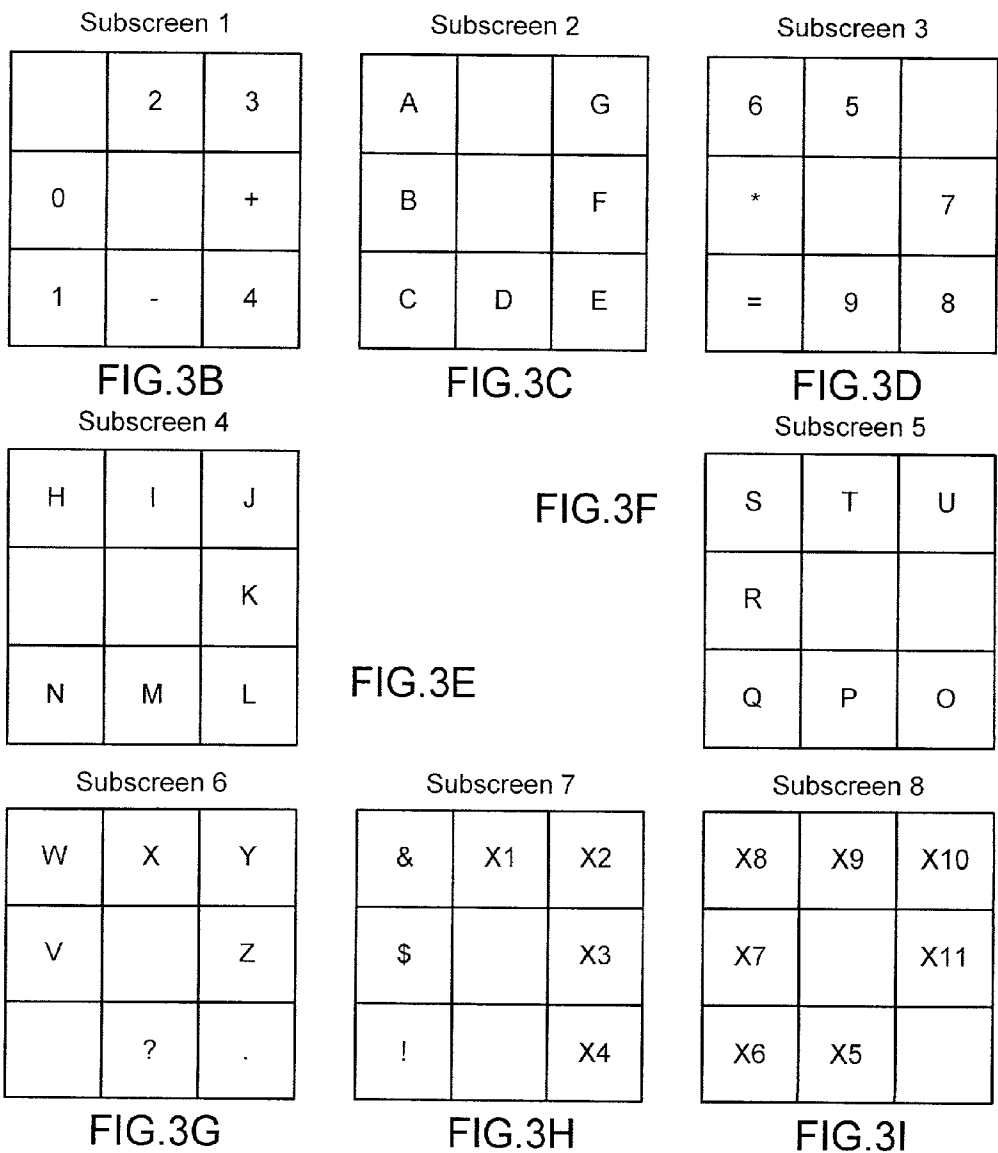 Subscreen 1 Subscreen 2 Subscreen 3
2 3 A G 6 5
0 + B F * 7
1 - 4 C D E = 9 8
FIG.3B FIG.3C FIG.3D
Subscreen 4 Subscreen 5
H I J FIG.3F S T U
K R
N M L FIG.3E Q P O
Subscreen 6 Subscreen 7 Subscreen 8
W X Y & X1 X2 X8 X9 X10
V Z $ X3 X7 X11
? . ! X4 X6 X5
FIG.3G FIG.3H FIG.3I